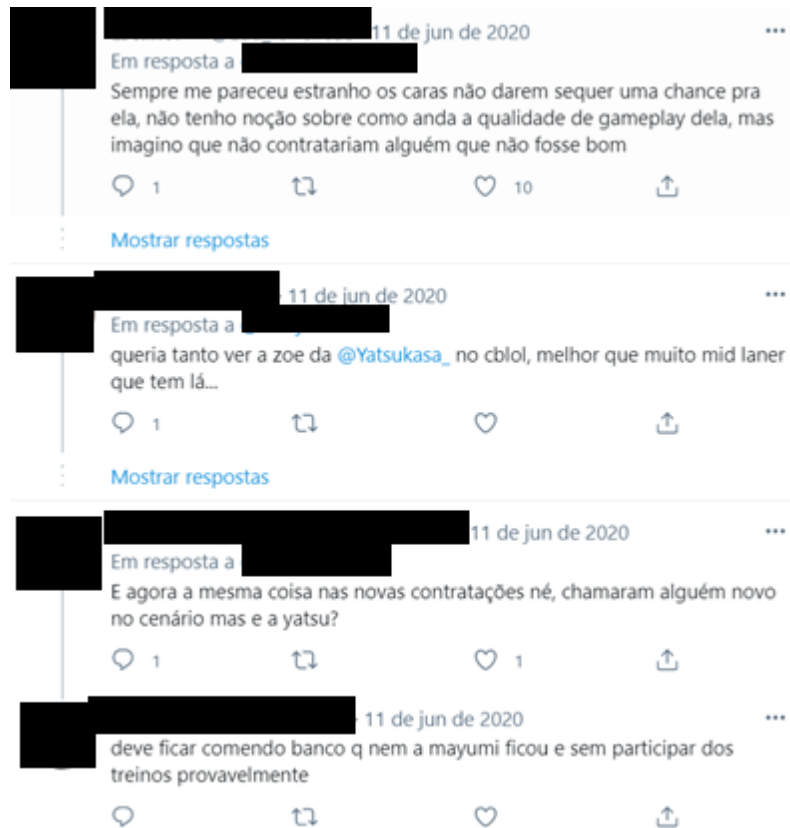 11 de jun de 2020
Em resposta a
Sempre me pareceu estranho os caras não darem sequer uma chance pra
ela, não tenho noção sobre como anda a qualidade de gameplay dela, mas
imagino que não contratariam alguém que não fosse bom
1 10
Mostrar respostas
11 de jun de 2020
Em resposta a
queria tanto ver a zoe da @Yatsukasa_ no cblol, melhor que muito mid laner
que tem lá...
1
Mostrar respostas
11 de jun de 2020
Em resposta a
E agora a mesma coisa nas novas contratações né, chamaram alguém novo
no cenário mas e a yatsu?
1 1
11 de jun de 2020
deve ficar comendo banco q nem a mayumi ficou e sem participar dos
treinos provavelmente